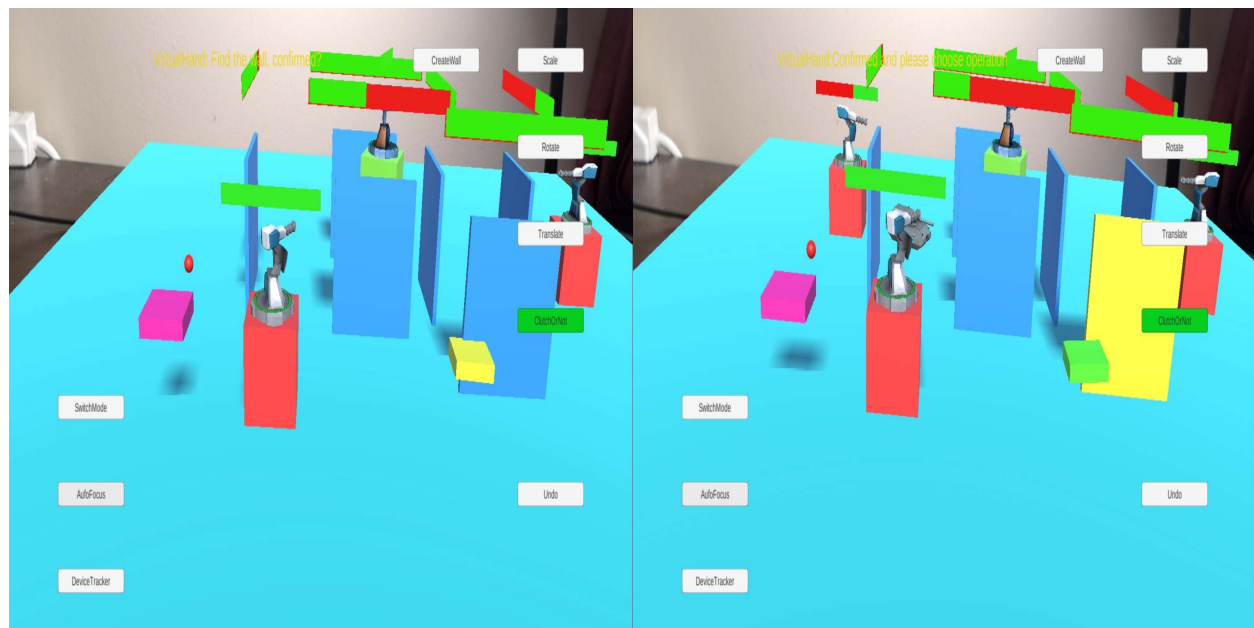 VirtualHand: Find the wall, confirmed?
CreateWall
Scale
Rotate
Translate
ClutchOrNot
SwitchMode
AutoFocus
Undo
DeviceTracker
VirtualHand:Confirmed and please choose operation
CreateWall
Scale
Rotate
Translate
ClutchOrNot
SwitchMode
AutoFocus
Undo
DeviceTracker